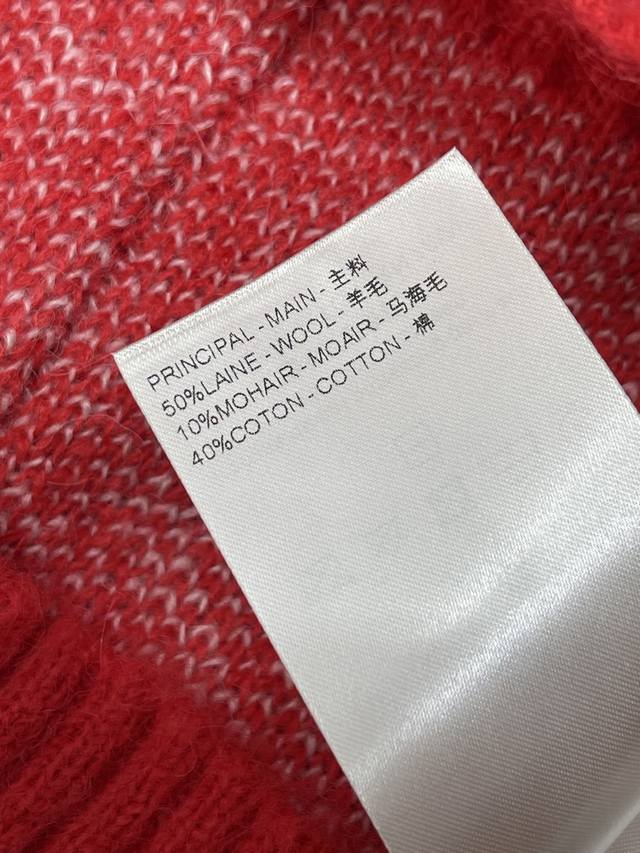 PRINCIPAL - MAIN - 主料
50%LAINE - WOOL - 羊毛
10%MOHAIR - MOAIR - 马海毛
40%COTON - COTTON - 棉